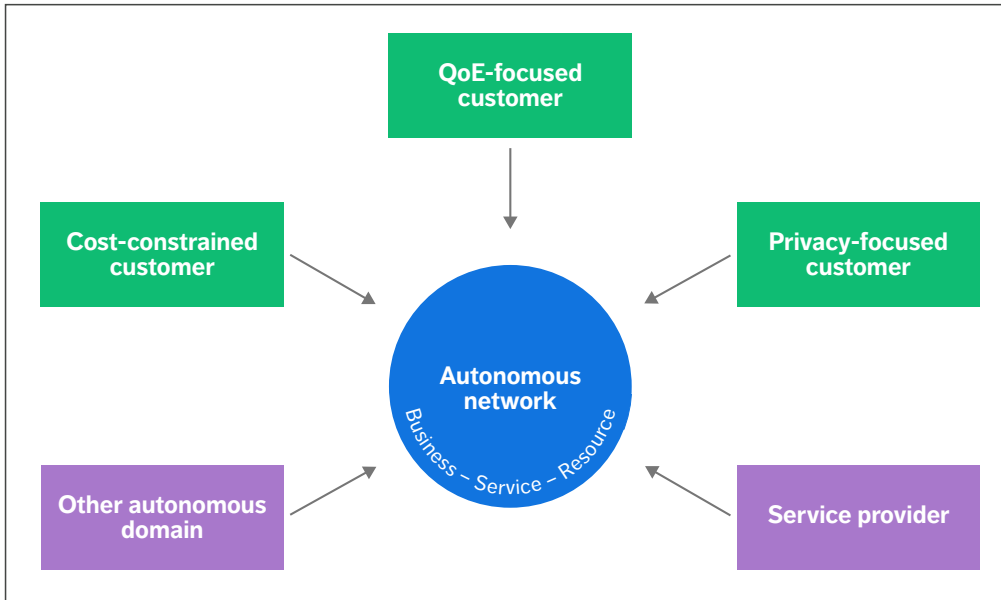 QoE-focused
customer
Cost-constrained
customer
Privacy-focused
customer
Autonomous
network
Business – Service – Resource
Other autonomous
domain
Service provider